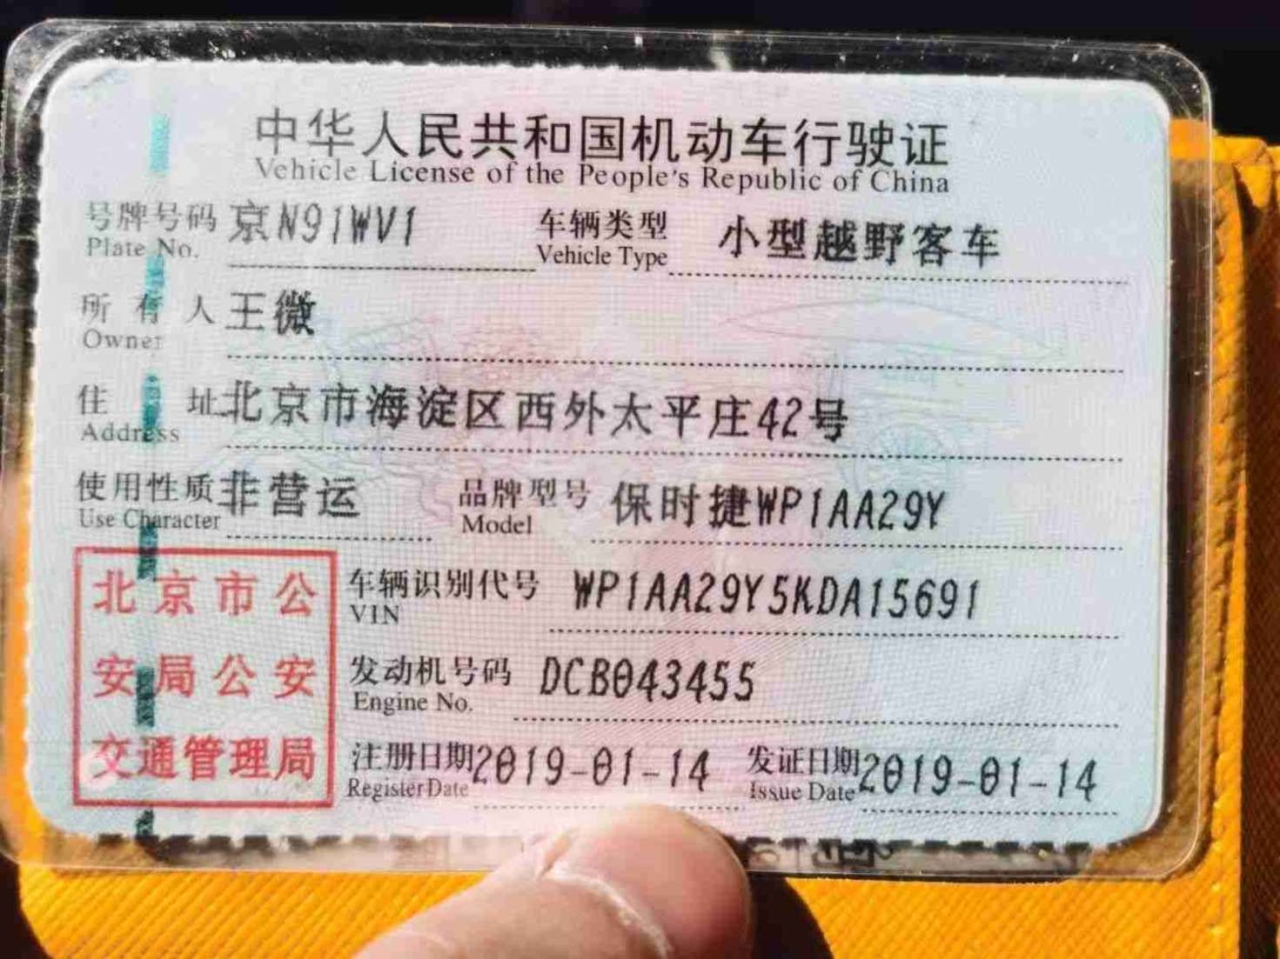 中华人民共和国机动车行驶证
Vehicle License of the People's Republic of China
号牌号码 京N91WV1 车辆类型 小型越野客车
Plate No. Vehicle Type
所有人 王微
Owner
住址 北京市海淀区西外太平庄42号
Address
使用性质 非营运 品牌型号 保时捷WP1AA29Y
Use Character Model
北京市公
安局公安
交通管理局
车辆识别代号 WP1AA29Y5KDA15691
VIN
发动机号码 DCB043455
Engine No.
注册日期 2019-01-14 发证日期 2019-01-14
Register Date Issue Date